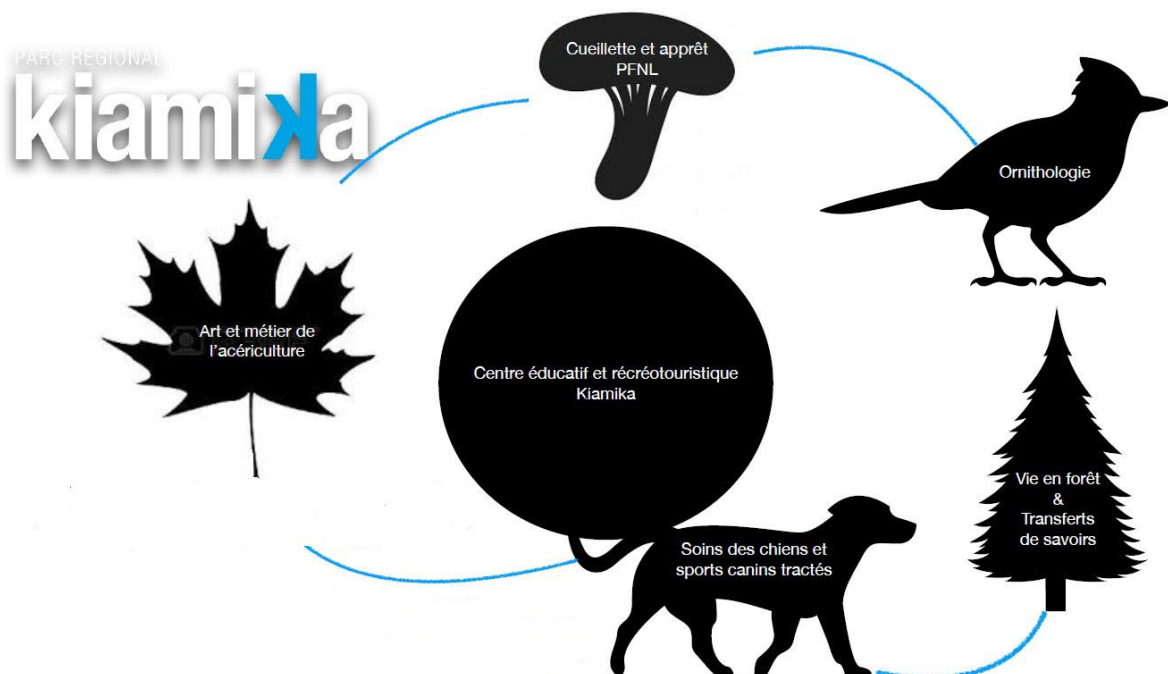 PARC RÉGIONAL
kiamika
Cueillette et apprêt
PFNL
Ornithologie
Art et métier de
l'acériculture
Centre éducatif et récréotouristique
Kiamika
Vie en forêt
&
Transferts
de savoirs
Soins des chiens et
sports canins tractés